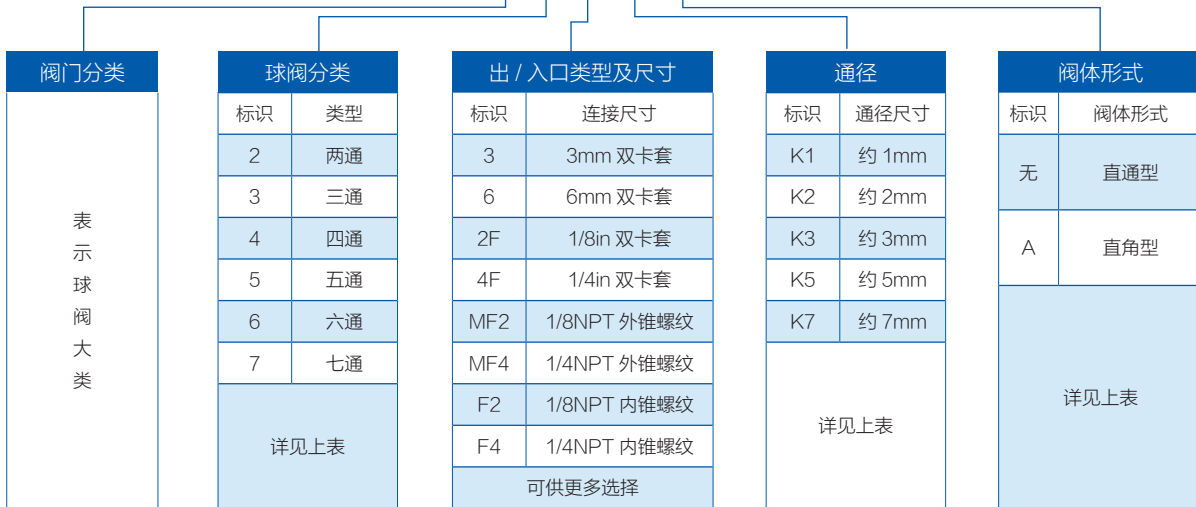 阀门分类
表
示
球
阀
大
类
球阀分类
标识 类型
2 两通
3 三通
4 四通
5 五通
6 六通
7 七通
详见上表
出 / 入口类型及尺寸
标识 连接尺寸
3 3mm 双卡套
6 6mm 双卡套
2F 1/8in 双卡套
4F 1/4in 双卡套
MF2 1/8NPT 外锥螺纹
MF4 1/4NPT 外锥螺纹
F2 1/8NPT 内锥螺纹
F4 1/4NPT 内锥螺纹
可供更多选择
通径
标识 通径尺寸
K1 约 1mm
K2 约 2mm
K3 约 3mm
K5 约 5mm
K7 约 7mm
详见上表
阀体形式
标识 阀体形式
无 直通型
A 直角型
详见上表